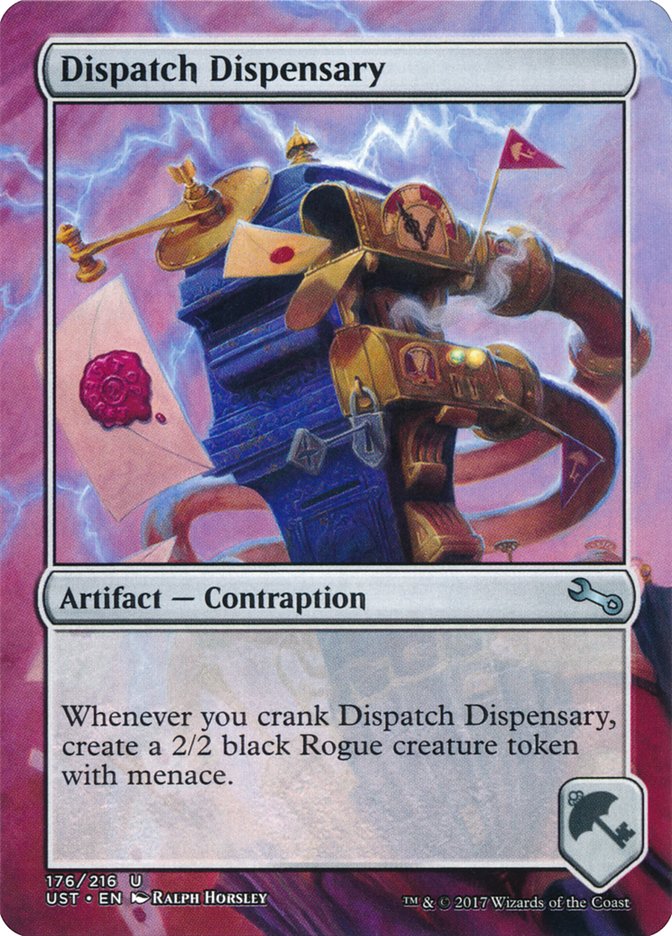 Dispatch Dispensary
Artifact — Contraption
Whenever you crank Dispatch Dispensary,
create a 2/2 black Rogue creature token
with menace.
176/216 U
UST • EN Ralph Horsley
™ & © 2017 Wizards of the Coast